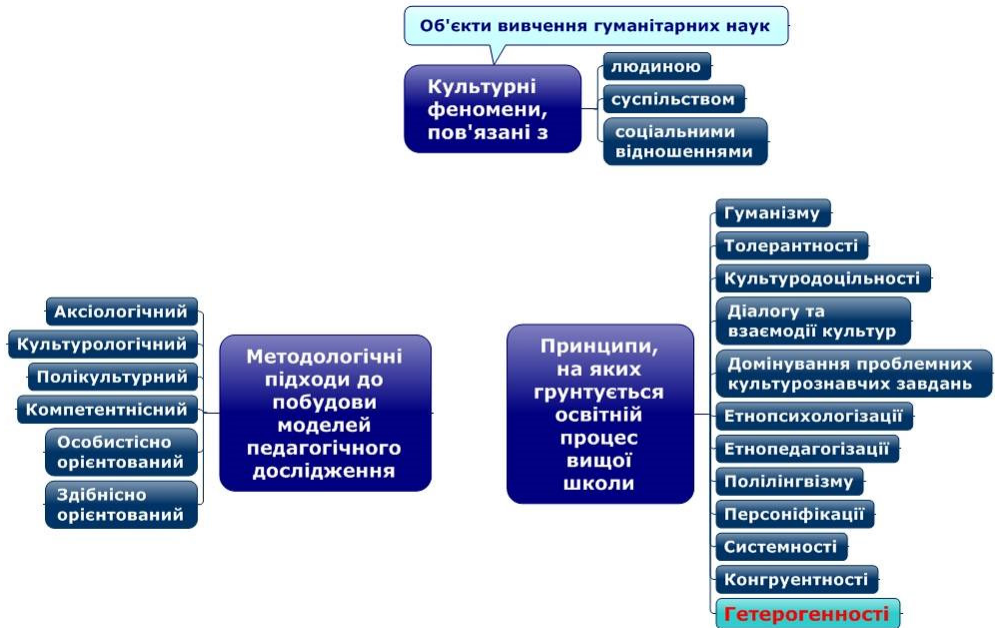 Об'єкти вивчення гуманітарних наук
Культурні
феномени,
пов'язані з
людиною
суспільством
соціальними
відношеннями
Аксіологічний
Культурологічний
Полікультурний
Компетентнісний
Особистісно
орієнтований
Здібнісно
орієнтований
Методологічні
підходи до
побудови
моделей
педагогічного
дослідження
Принципи,
на яких
грунтується
освітній
процес
вищої
школи
Гуманізму
Толерантності
Культуродоцільності
Діалогу та
взаємодії культур
Домінування проблемних
культурознавчих завдань
Етнопсихологізації
Етнопедагогізації
Полілінгвізму
Персоніфікації
Системності
Конгруентності
Гетерогенності